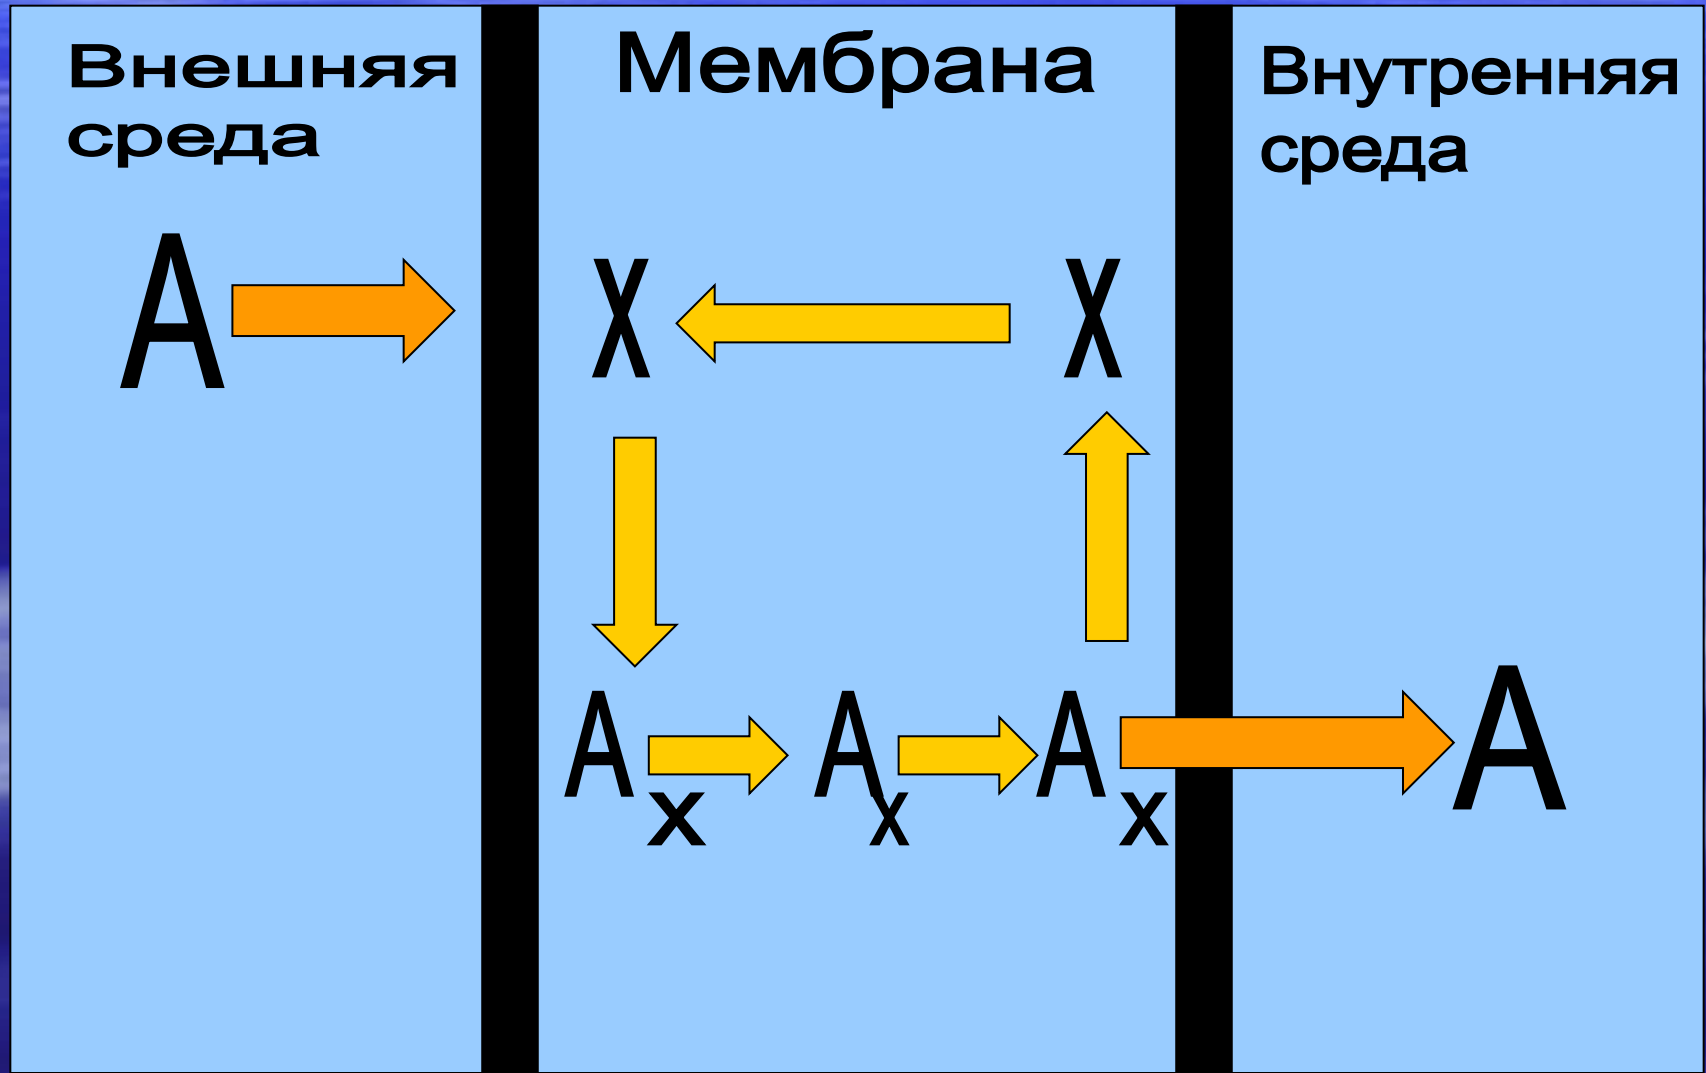 Внешняя
среда
Мембрана
Внутренняя
среда
А
Х
Х
А
х
А
х
А
х
А